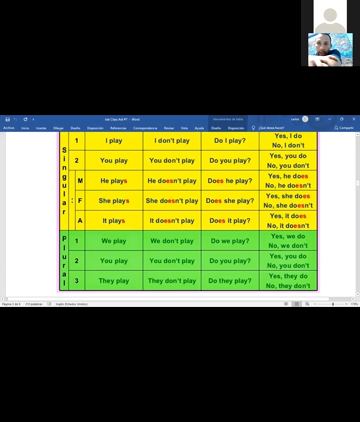 Archivo Inicio Insertar Dibujar Diseño Disposición Referencias Correspondencia Revisar Vista Ayuda Diseño Disposición ¿Qué desea hacer?
Singular
1 I play I don't play Do I play? Yes, I do
No, I don't
2 You play You don't play Do you play? Yes, you do
No, you don't
M He plays He doesn't play Does he play? Yes, he does
No, he doesn't
F She plays She doesn't play Does she play? Yes, she does
No, she doesn't
A It plays It doesn't play Does it play? Yes, it does
No, it doesn't
Plural
1 We play We don't play Do we play? Yes, we do
No, we don't
2 You play You don't play Do you play? Yes, you do
No, you don't
3 They play They don't play Do they play? Yes, they do
No, they don't